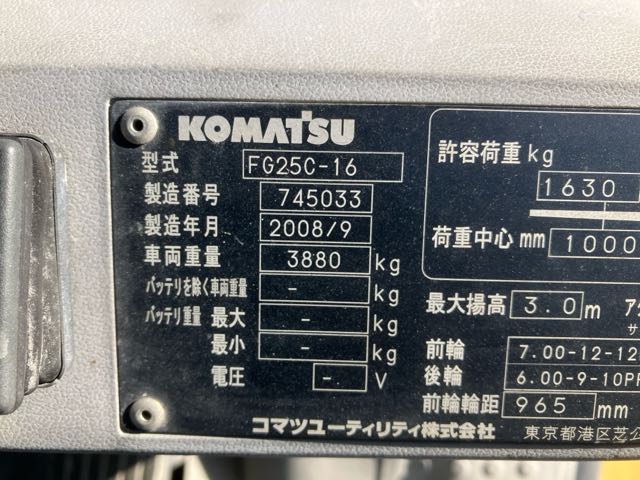 KOMATSU
型式 FG25C-16
製造番号 745033
製造年月 2008/9
車両重量 3880 kg
バッテリを除く車両重量 - kg
バッテリ重量 最大 - kg
最小 - kg
電圧 - V
コマツユーティリティ株式会社
許容荷重 kg
1630
荷重中心 mm 1000
最大揚高 3.0 m
前輪 7.00-12-12
後輪 6.00-9-10P
前輪輪距 965 mm
東京都港区芝公